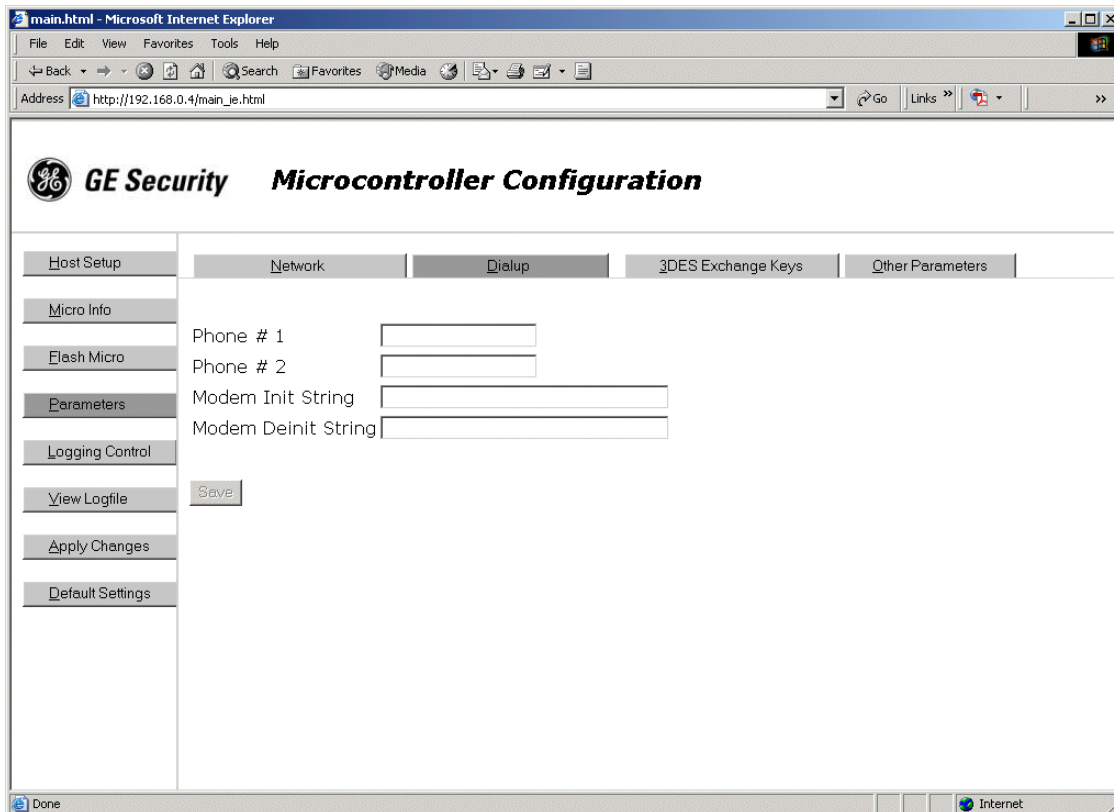 main.html - Microsoft Internet Explorer
File Edit View Favorites Tools Help
Back Search Favorites Media
Address http://192.168.0.4/main_ie.html Go Links »
»
GE Security Microcontroller Configuration
Host Setup
Network Dialup 3DES Exchange Keys Other Parameters
Micro Info
Phone # 1
Flash Micro
Phone # 2
Modem Init String
Parameters
Modem Deinit String
Logging Control
View Logfile
Save
Apply Changes
Default Settings
Done Internet